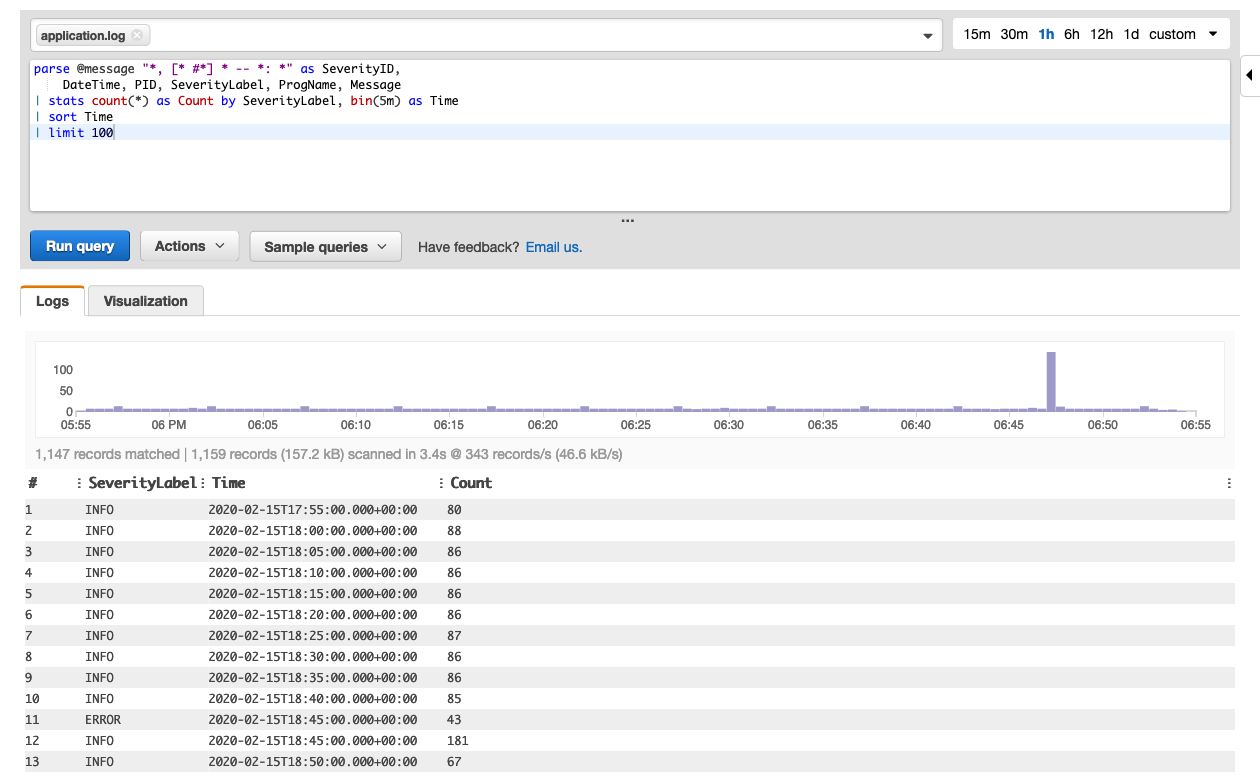 application.log
15m 30m 1h 6h 12h 1d custom
parse @message "*, [* #*] * -- *: *" as SeverityID,
DateTime, PID, SeverityLabel, ProgName, Message
| stats count(*) as Count by SeverityLabel, bin(5m) as Time
| sort Time
| limit 100
Run query Actions Sample queries Have feedback? Email us.
Logs Visualization
100
50
0
05:55 06 PM 06:05 06:10 06:15 06:20 06:25 06:30 06:35 06:40 06:45 06:50 06:55
1,147 records matched | 1,159 records (157.2 kB) scanned in 3.4s @ 343 records/s (46.6 kB/s)
# SeverityLabel Time Count
1 INFO 2020-02-15T17:55:00.000+00:00 80
2 INFO 2020-02-15T18:00:00.000+00:00 88
3 INFO 2020-02-15T18:05:00.000+00:00 86
4 INFO 2020-02-15T18:10:00.000+00:00 86
5 INFO 2020-02-15T18:15:00.000+00:00 86
6 INFO 2020-02-15T18:20:00.000+00:00 86
7 INFO 2020-02-15T18:25:00.000+00:00 87
8 INFO 2020-02-15T18:30:00.000+00:00 86
9 INFO 2020-02-15T18:35:00.000+00:00 86
10 INFO 2020-02-15T18:40:00.000+00:00 85
11 ERROR 2020-02-15T18:45:00.000+00:00 43
12 INFO 2020-02-15T18:45:00.000+00:00 181
13 INFO 2020-02-15T18:50:00.000+00:00 67